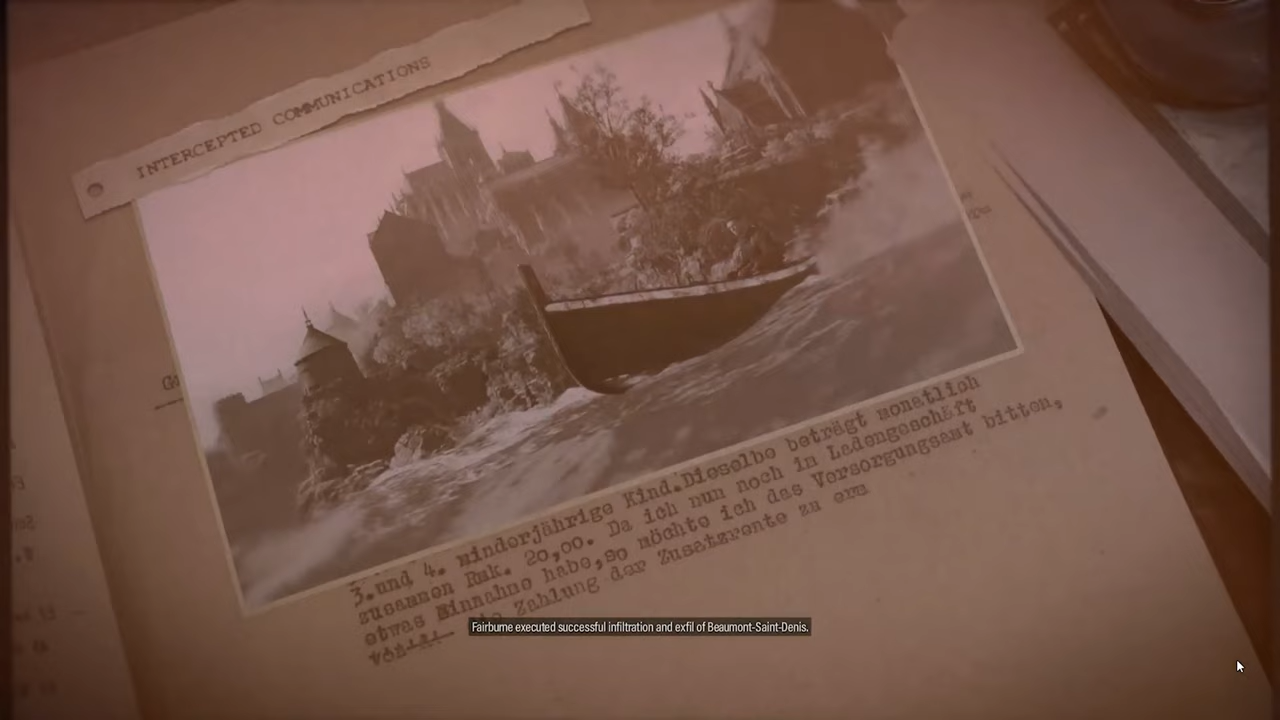 INTERCEPTED COMMUNICATIONS
3.und 4. minderjährige Kind.Dieselbe beträgt monatlich
zusammen Rmk. 20,00. Da ich nun noch in Ladengeschäft
etwas Einnahme habe,so möchte ich das Versorgungsamt bitten,
Zahlung der Zusatzrente zu erm
Fairburne executed successful infiltration and exfil of Beaumont-Saint-Denis.